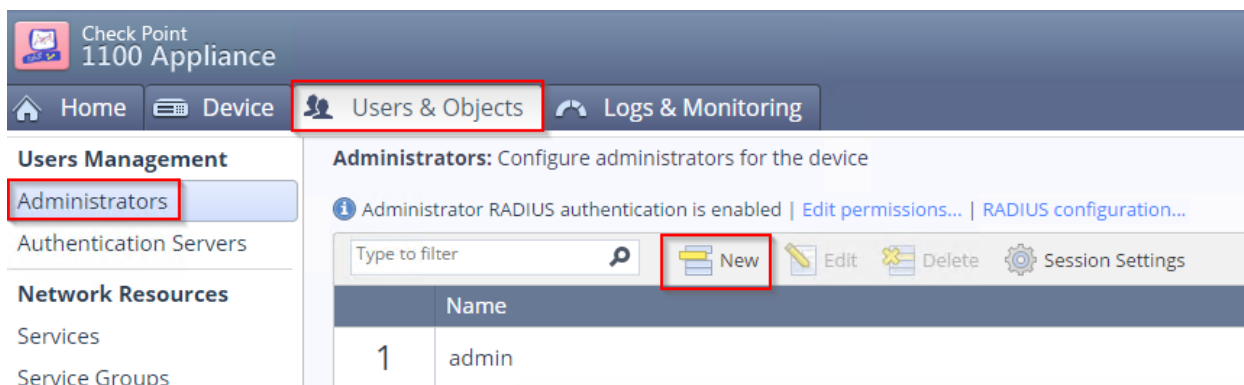 Check Point
1100 Appliance
Home Device Users & Objects Logs & Monitoring
Users Management
Administrators
Authentication Servers
Network Resources
Services
Service Groups
Administrators: Configure administrators for the device
Administrator RADIUS authentication is enabled | Edit permissions... | RADIUS configuration...
Type to filter New Edit Delete Session Settings
Name
1 admin